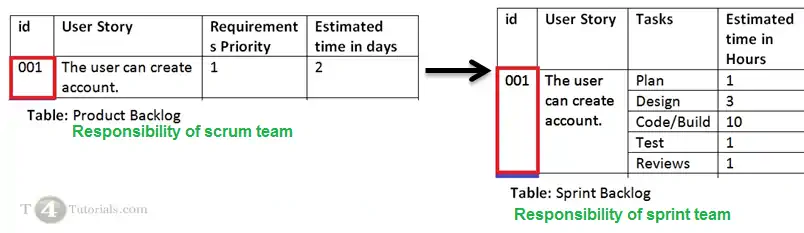 id User Story Requirement Estimated
s Priority time in days
001 The user can create 1 2
account.
Table: Product Backlog
Responsibility of scrum team
id User Story Tasks Estimated
time in
Hours
001 The user Plan 1
can create Design 3
account. Code/Build 10
Test 1
Reviews 1
Table: Sprint Backlog
Responsibility of sprint team
T 4 Tutorials.com